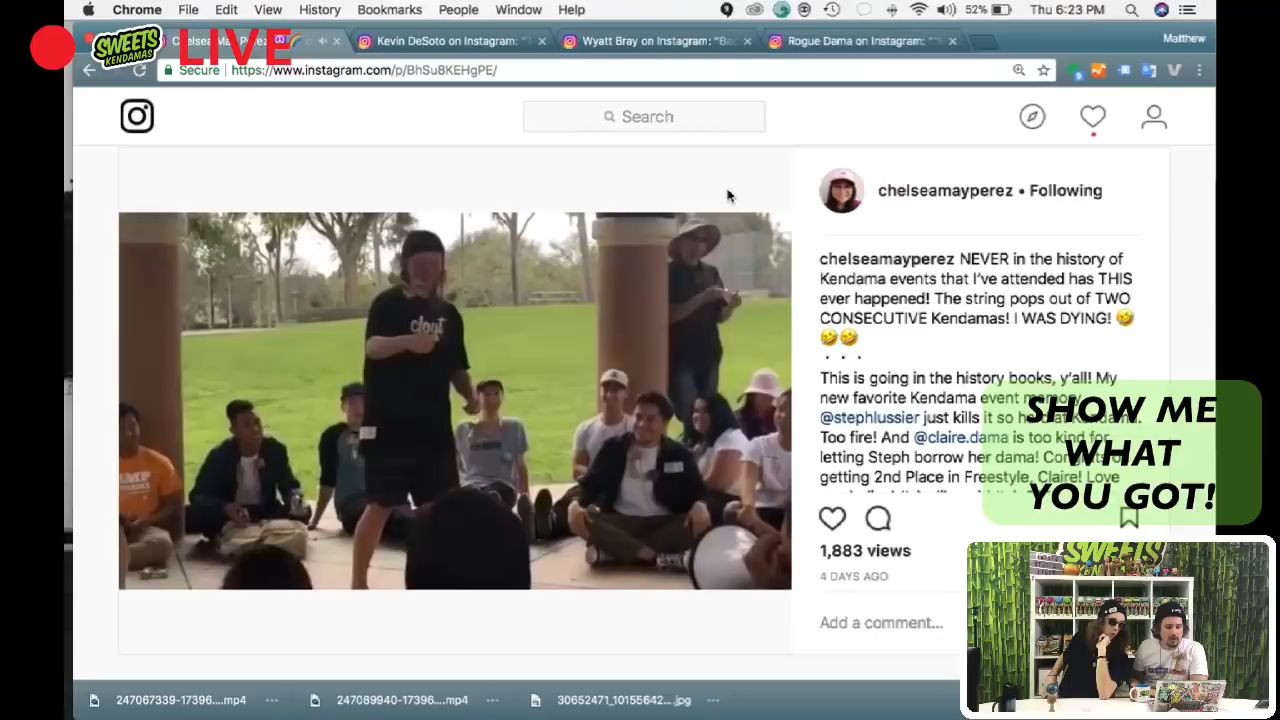 Chrome File Edit View History Bookmarks People Window Help 52% Thu 6:23 PM
SWEETS KENDAMAS LIVE
Kevin DeSoto on Instagram: "T × Wyatt Bray on Instagram: "Bac × Rogue Dama on Instagram: × Matthew
Secure https://www.instagram.com/p/BhSu8KEHgPE/
Search
chelseamayperez • Following
chelseamayperez NEVER in the history of
Kendama events that I've attended has THIS
ever happened! The string pops out of TWO
CONSECUTIVE Kendamas! I WAS DYING! 🤣
🤣🤣
. . .
This is going in the history books, y'all! My
new favorite Kendama event memory.
@stephlussier just kills it so
Too fire! And @claire.dama is too kind for
letting Steph borrow her dama!
getting 2nd Place in Freestyle, Claire! Love
SHOW ME
WHAT
YOU GOT!
clout
1,883 views
4 DAYS AGO
Add a comment...
SWEETS
247067339-17396....mp4 ... 247089940-17396....mp4 ... 30652471_10155642...jpg ...